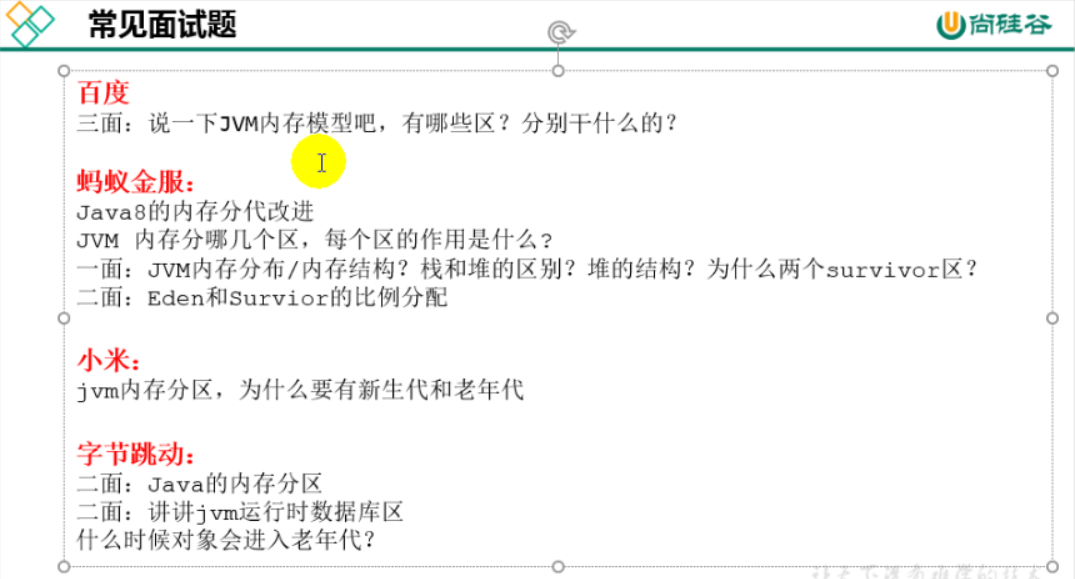 常见面试题
尚硅谷
百度
三面：说一下JVM内存模型吧，有哪些区？分别干什么的？
蚂蚁金服：
Java8的内存分代改进
JVM 内存分哪几个区，每个区的作用是什么?
一面：JVM内存分布/内存结构？栈和堆的区别？堆的结构？为什么两个survivor区？
二面：Eden和Survior的比例分配
小米：
jvm内存分区，为什么要有新生代和老年代
字节跳动：
二面：Java的内存分区
二面：讲讲jvm运行时数据库区
什么时候对象会进入老年代？